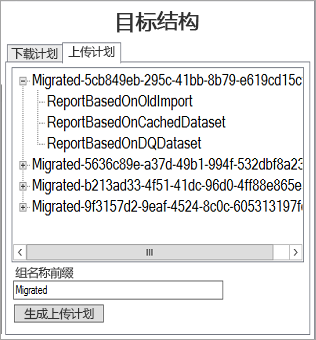 目标结构
下载计划 上传计划
Migrated-5cb849eb-295c-41bb-8b79-e619cd15c
ReportBasedOnOldImport
ReportBasedOnCachedDataset
ReportBasedOnDQDataset
Migrated-5636c89e-a37d-49b1-994f-532dbf8a23
Migrated-b213ad33-4f51-41dc-96d0-4ff88e865e
Migrated-9f3157d2-9eaf-4524-8c0c-605313197f
组名称前缀
Migrated
生成上传计划